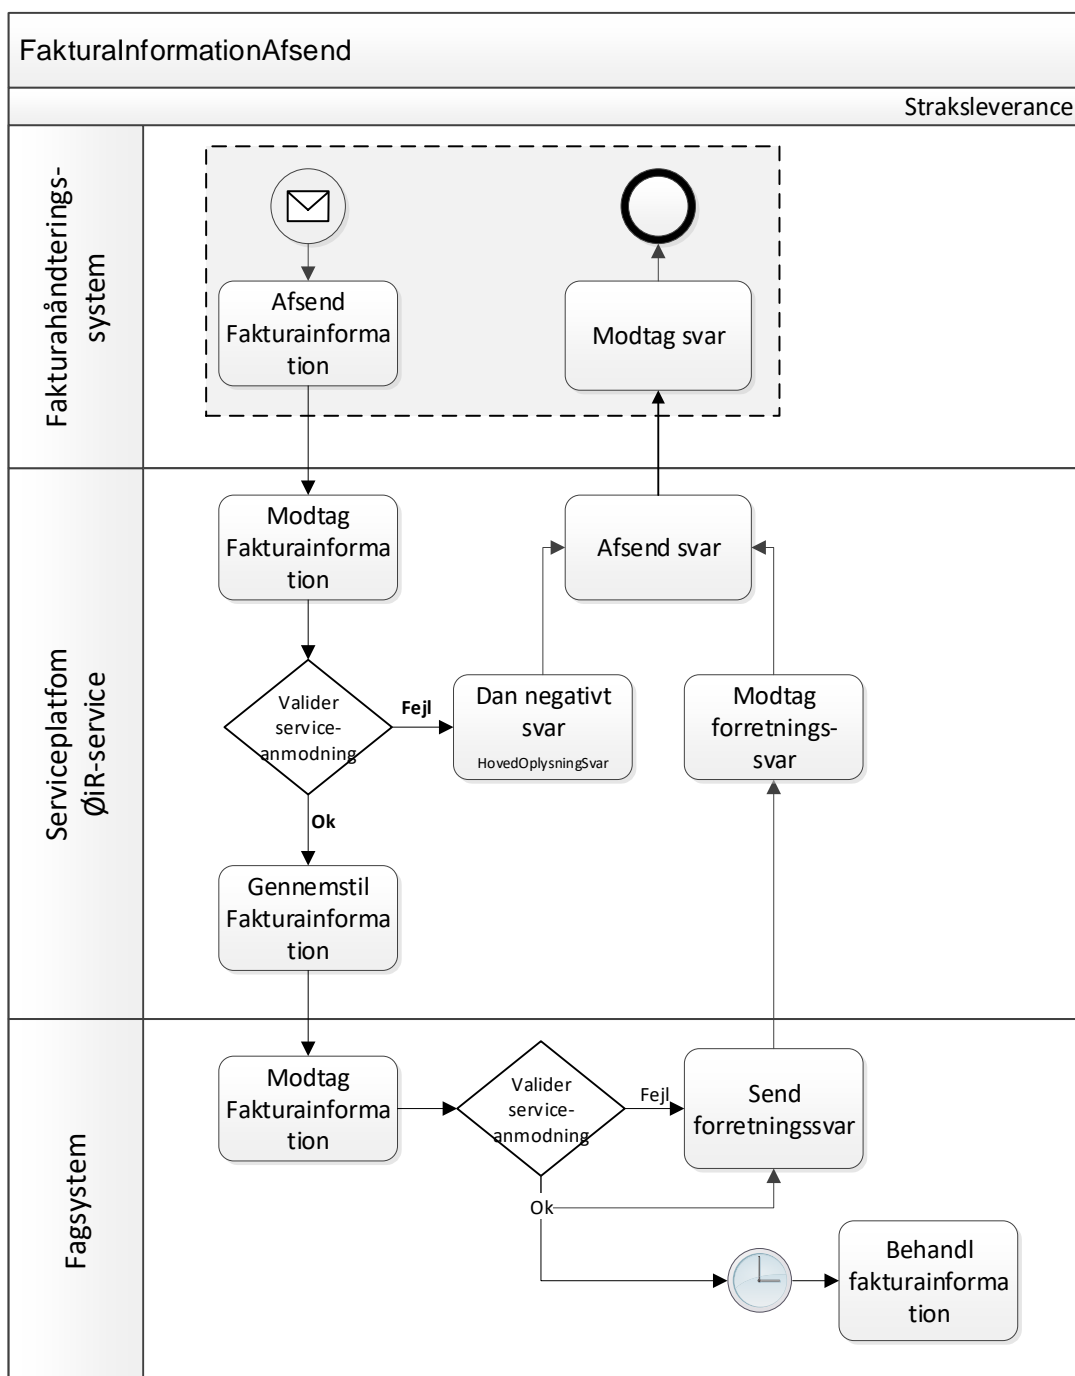 FakturaInformationAfsend
Straksleverance
Fakturahåndterings-
system
Afsend
Fakturainforma
tion
Modtag svar
Serviceplatfom
ØiR-service
Modtag
Fakturainforma
tion
Afsend svar
Valider
service-
anmodning
Fejl
Dan negativt
svar
HovedOplysningSvar
Modtag
forretnings-
svar
Ok
Gennemstil
Fakturainforma
tion
Fagsystem
Modtag
Fakturainforma
tion
Valider
service-
anmodning
Fejl
Send
forretningssvar
Ok
Behandl
fakturainforma
tion